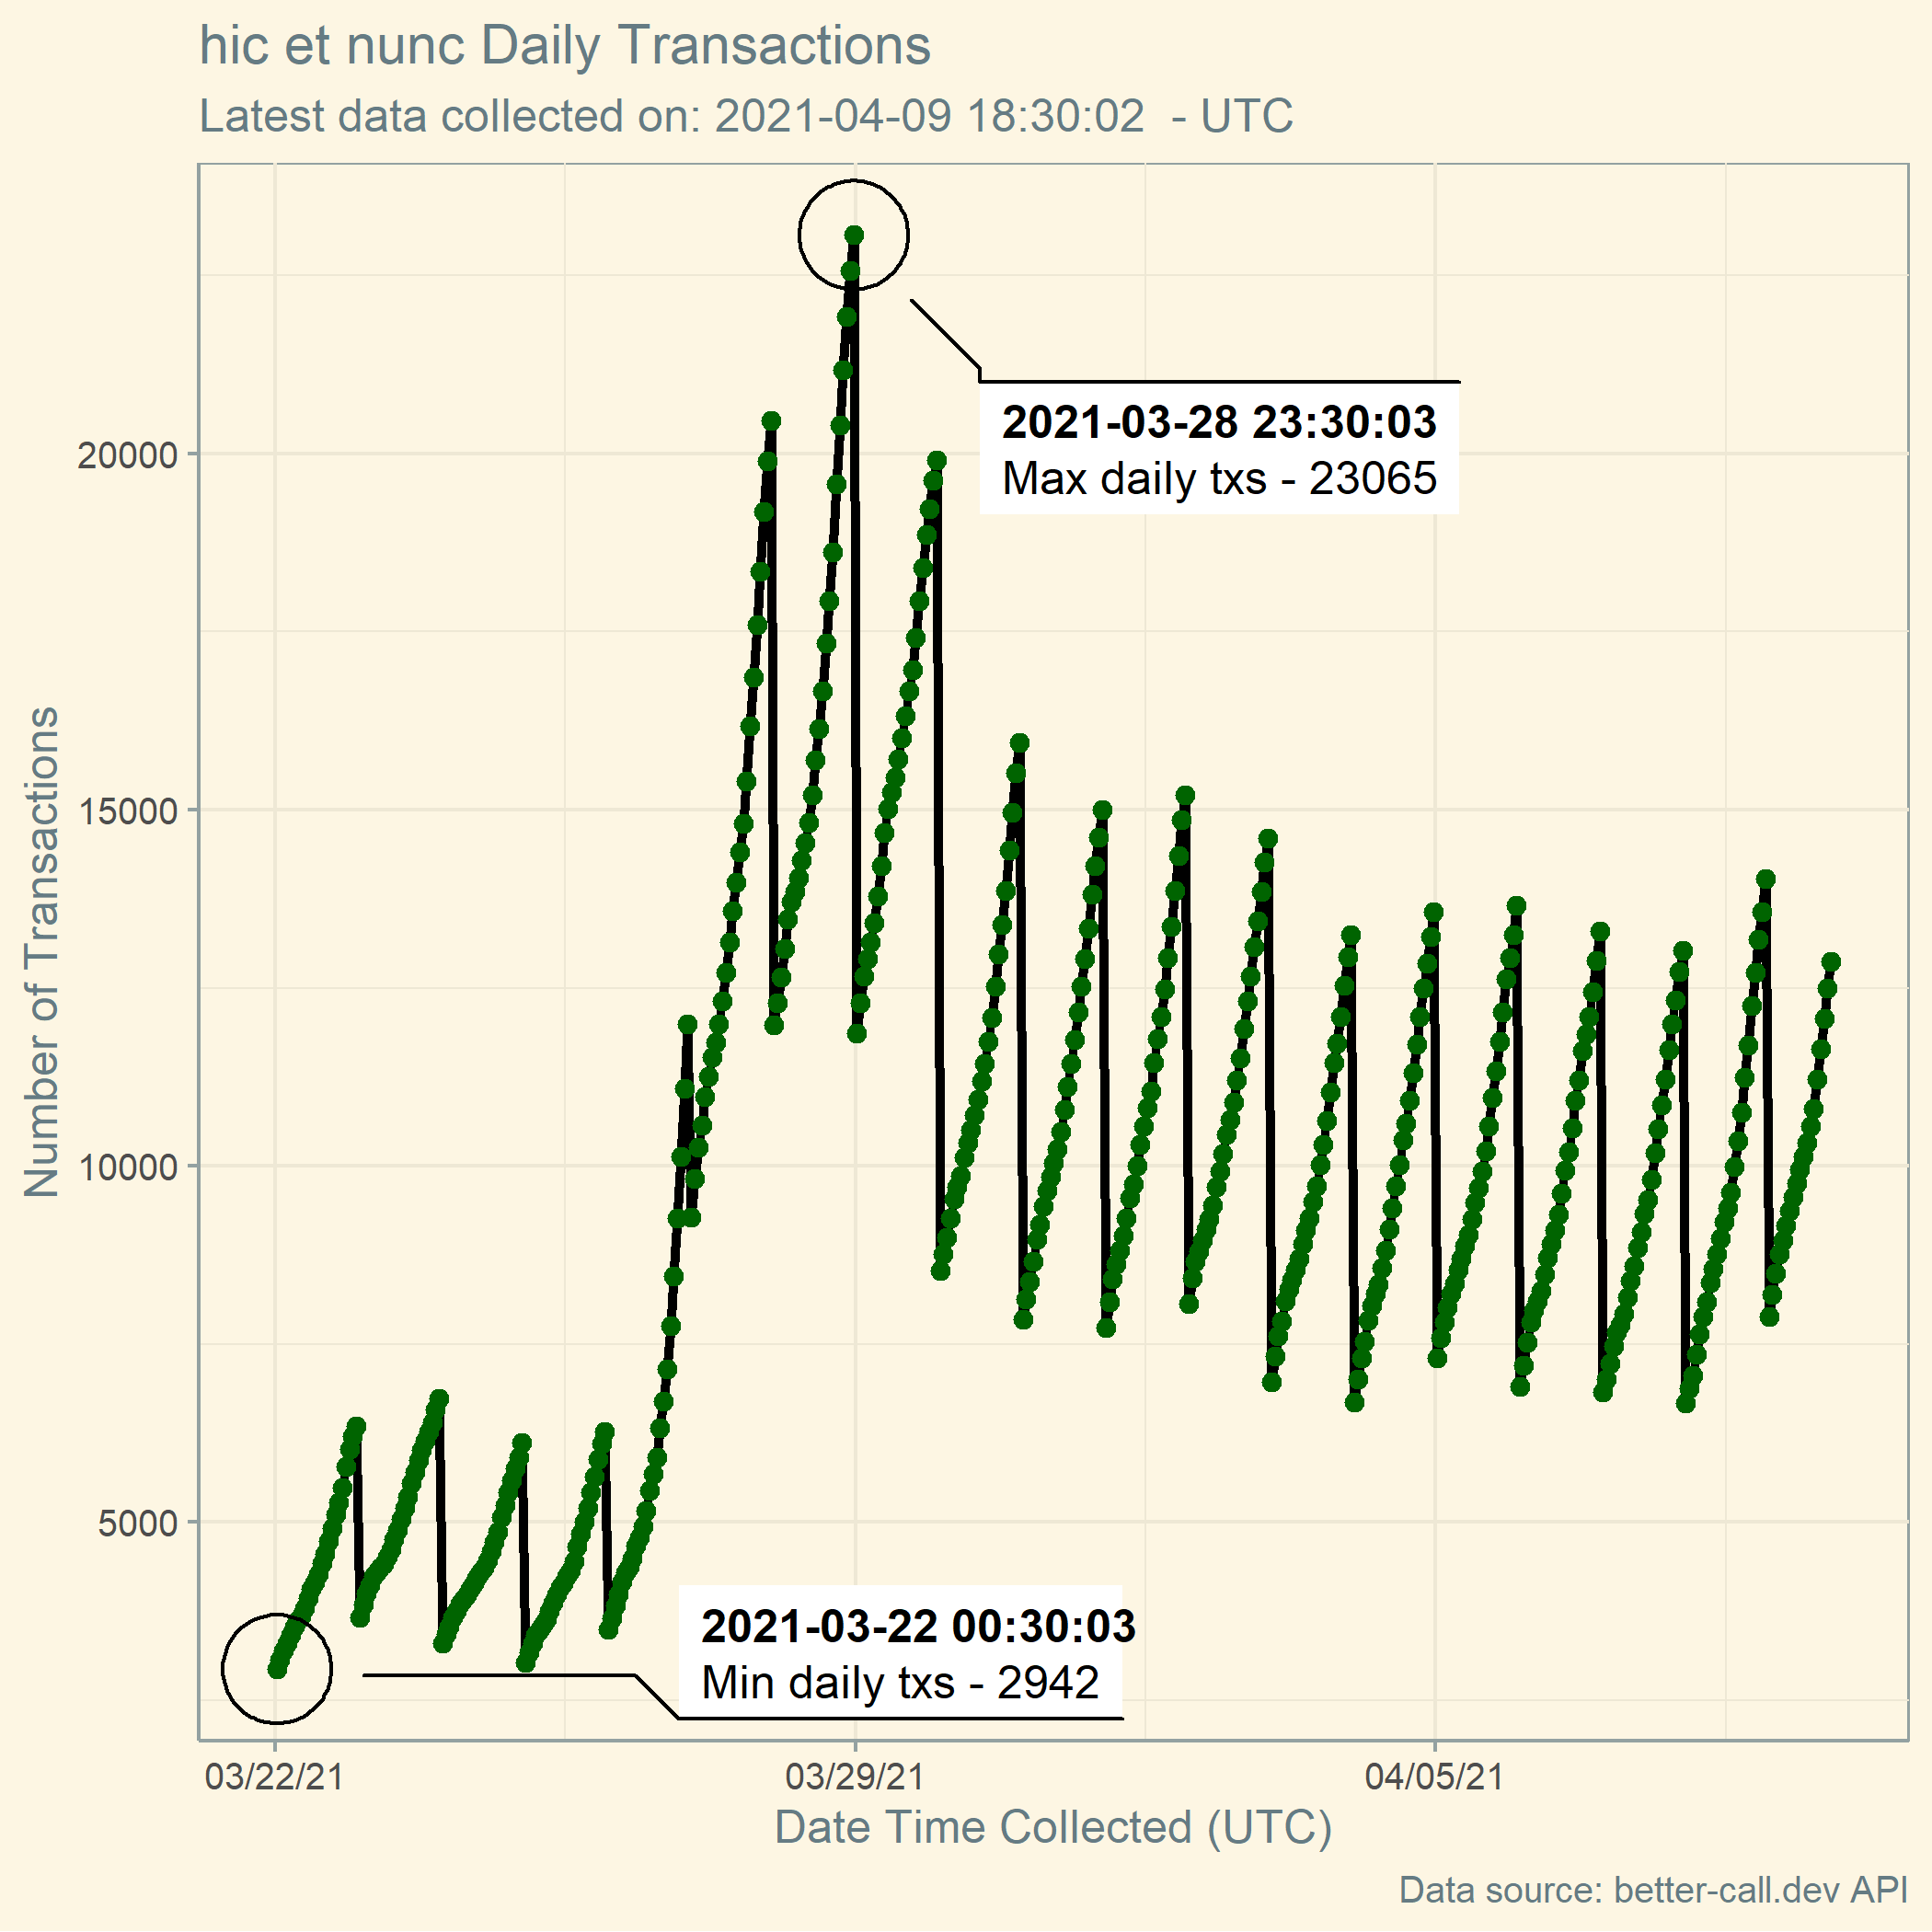 hic et nunc Daily Transactions
Latest data collected on: 2021-04-09 18:30:02  - UTC
2021-03-28 23:30:03
Max daily txs - 23065
20000
15000
10000
5000
Number of Transactions
2021-03-22 00:30:03
Min daily txs - 2942
03/22/21
03/29/21
04/05/21
Date Time Collected (UTC)
Data source: better-call.dev API